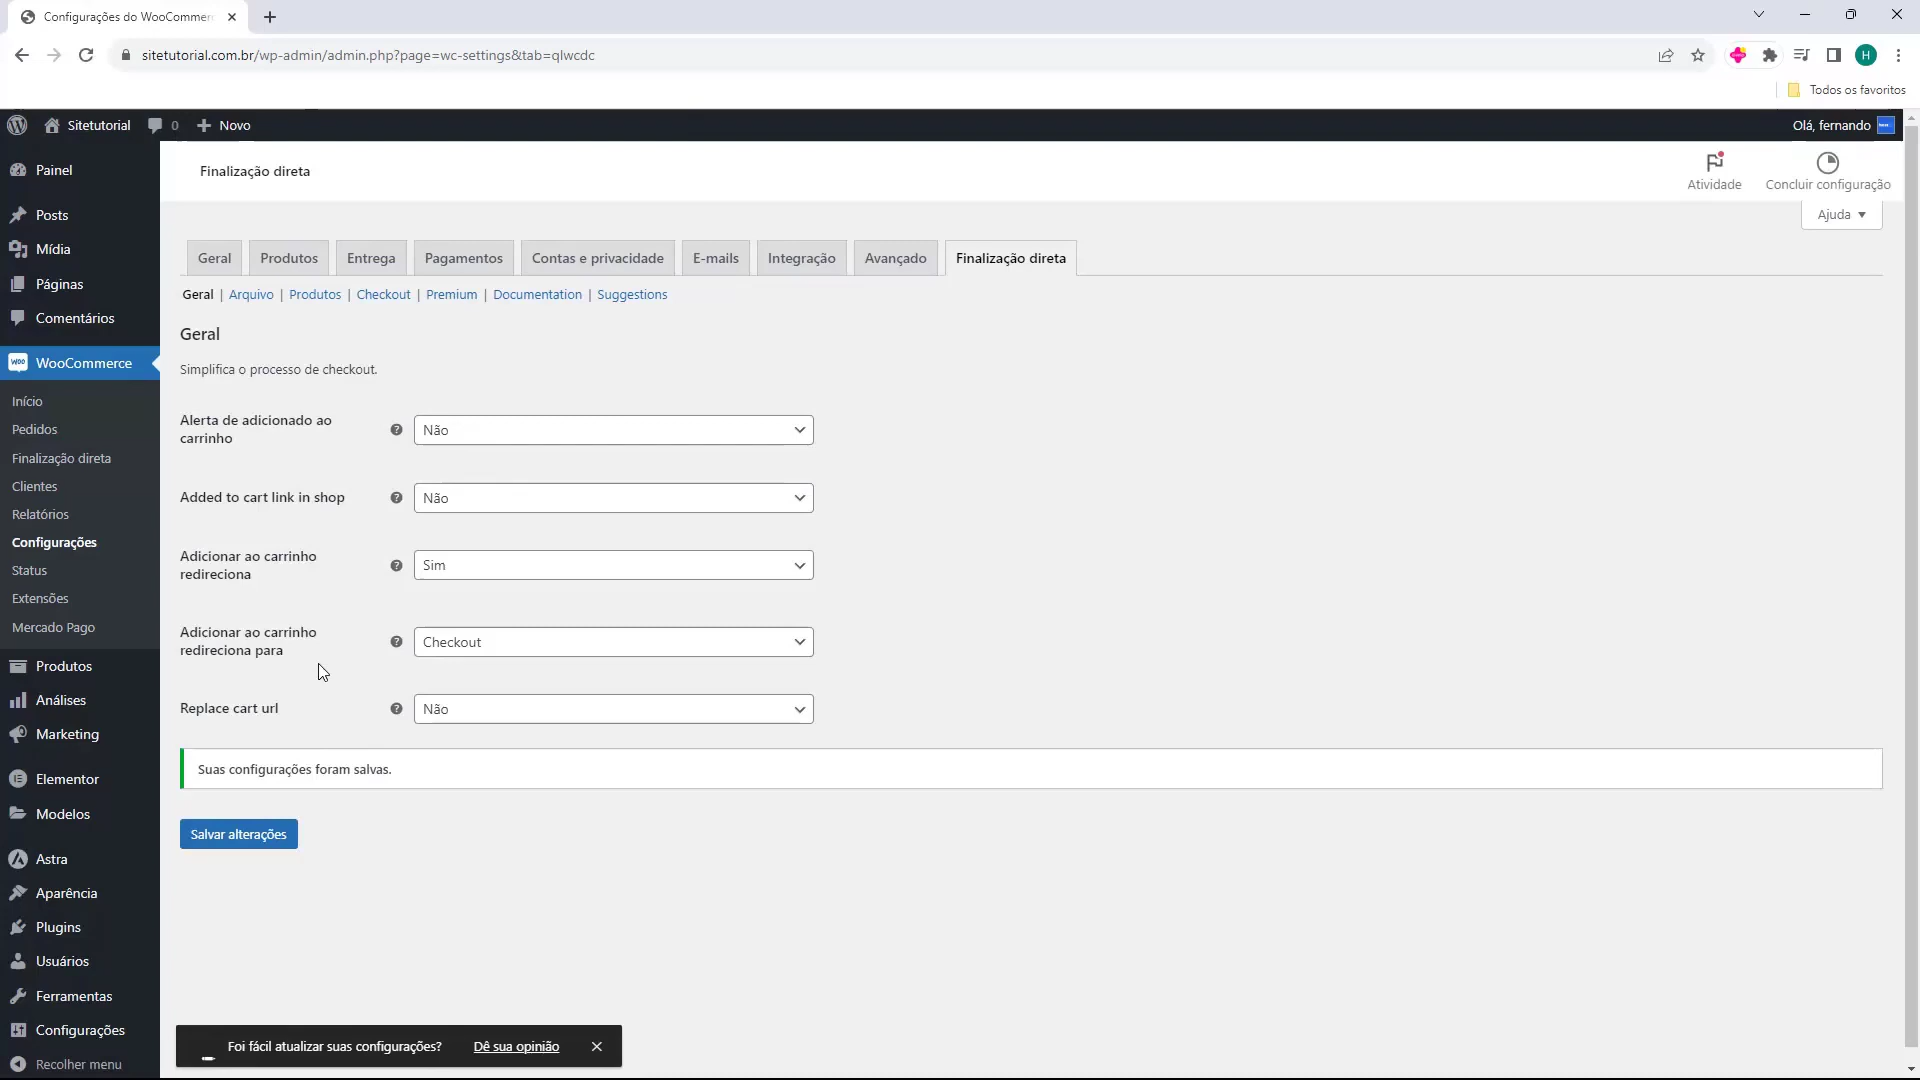 Configurações do WooCommer
sitetutorial.com.br/wp-admin/admin.php?page=wc-settings&tab=qlwcdc
H
Todos os favoritos
Sitetutorial
0
Novo
Olá, fernando
Painel
Posts
Mídia
Páginas
Comentários
WooCommerce
Início
Pedidos
Finalização direta
Clientes
Relatórios
Configurações
Status
Extensões
Mercado Pago
Produtos
Análises
Marketing
Elementor
Modelos
Astra
Aparência
Plugins
Usuários
Ferramentas
Configurações
Recolher menu
Finalização direta
Atividade
Concluir configuração
Ajuda
Geral Produtos Entrega Pagamentos Contas e privacidade E-mails Integração Avançado Finalização direta
Geral | Arquivo | Produtos | Checkout | Premium | Documentation | Suggestions
Geral
Simplifica o processo de checkout.
Alerta de adicionado ao
carrinho
Não
Added to cart link in shop
Não
Adicionar ao carrinho
redireciona
Sim
Adicionar ao carrinho
redireciona para
Checkout
Replace cart url
Não
Suas configurações foram salvas.
Salvar alterações
Foi fácil atualizar suas configurações? Dê sua opinião